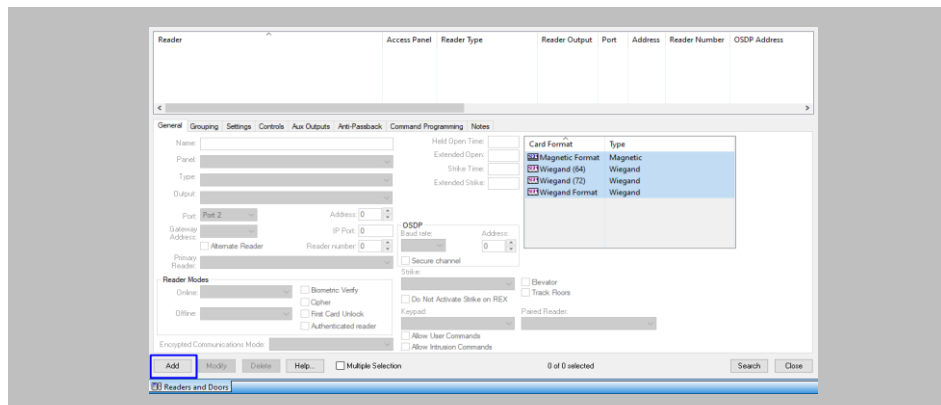 Reader Access Panel Reader Type Reader Output Port Address Reader Number OSDP Address
General Grouping Settings Controls Aux Outputs Anti-Passback Command Programming Notes
Name:
Panel:
Type:
Output:
Port: Port 2 Address: 0
Gateway Address: IP Port: 0
Alternate Reader Reader number: 0
Primary Reader:
Held Open Time:
Extended Open:
Strike Time:
Extended Strike:
Card Format Type
Magnetic Format Magnetic
Wiegand (64) Wiegand
Wiegand (72) Wiegand
Wiegand Format Wiegand
OSDP
Baud rate: Address:
0
Secure channel
Reader Modes
Online: Biometric Verify
Cipher
Offline: First Card Unlock
Authenticated reader
Encrypted Communications Mode:
Strike:
Elevator
Track Floors
Do Not Activate Strike on REX
Keypad: Paired Reader:
Allow User Commands
Allow Intrusion Commands
Add Modify Delete Help... Multiple Selection 0 of 0 selected Search Close
Readers and Doors